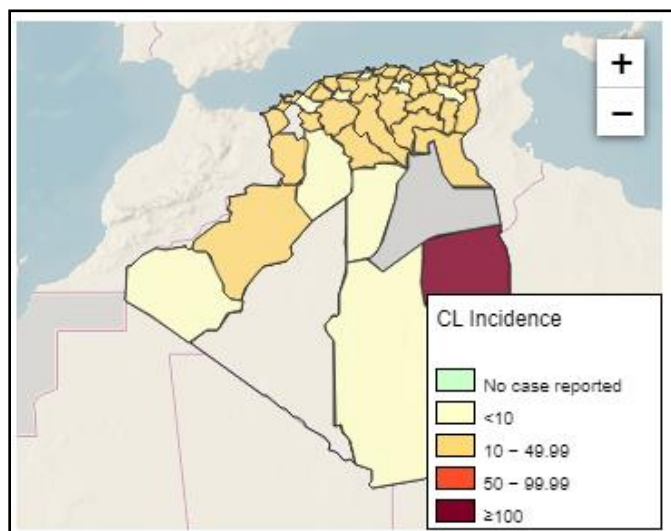 +
−
CL Incidence
No case reported
<10
10 – 49.99
50 – 99.99
≥100